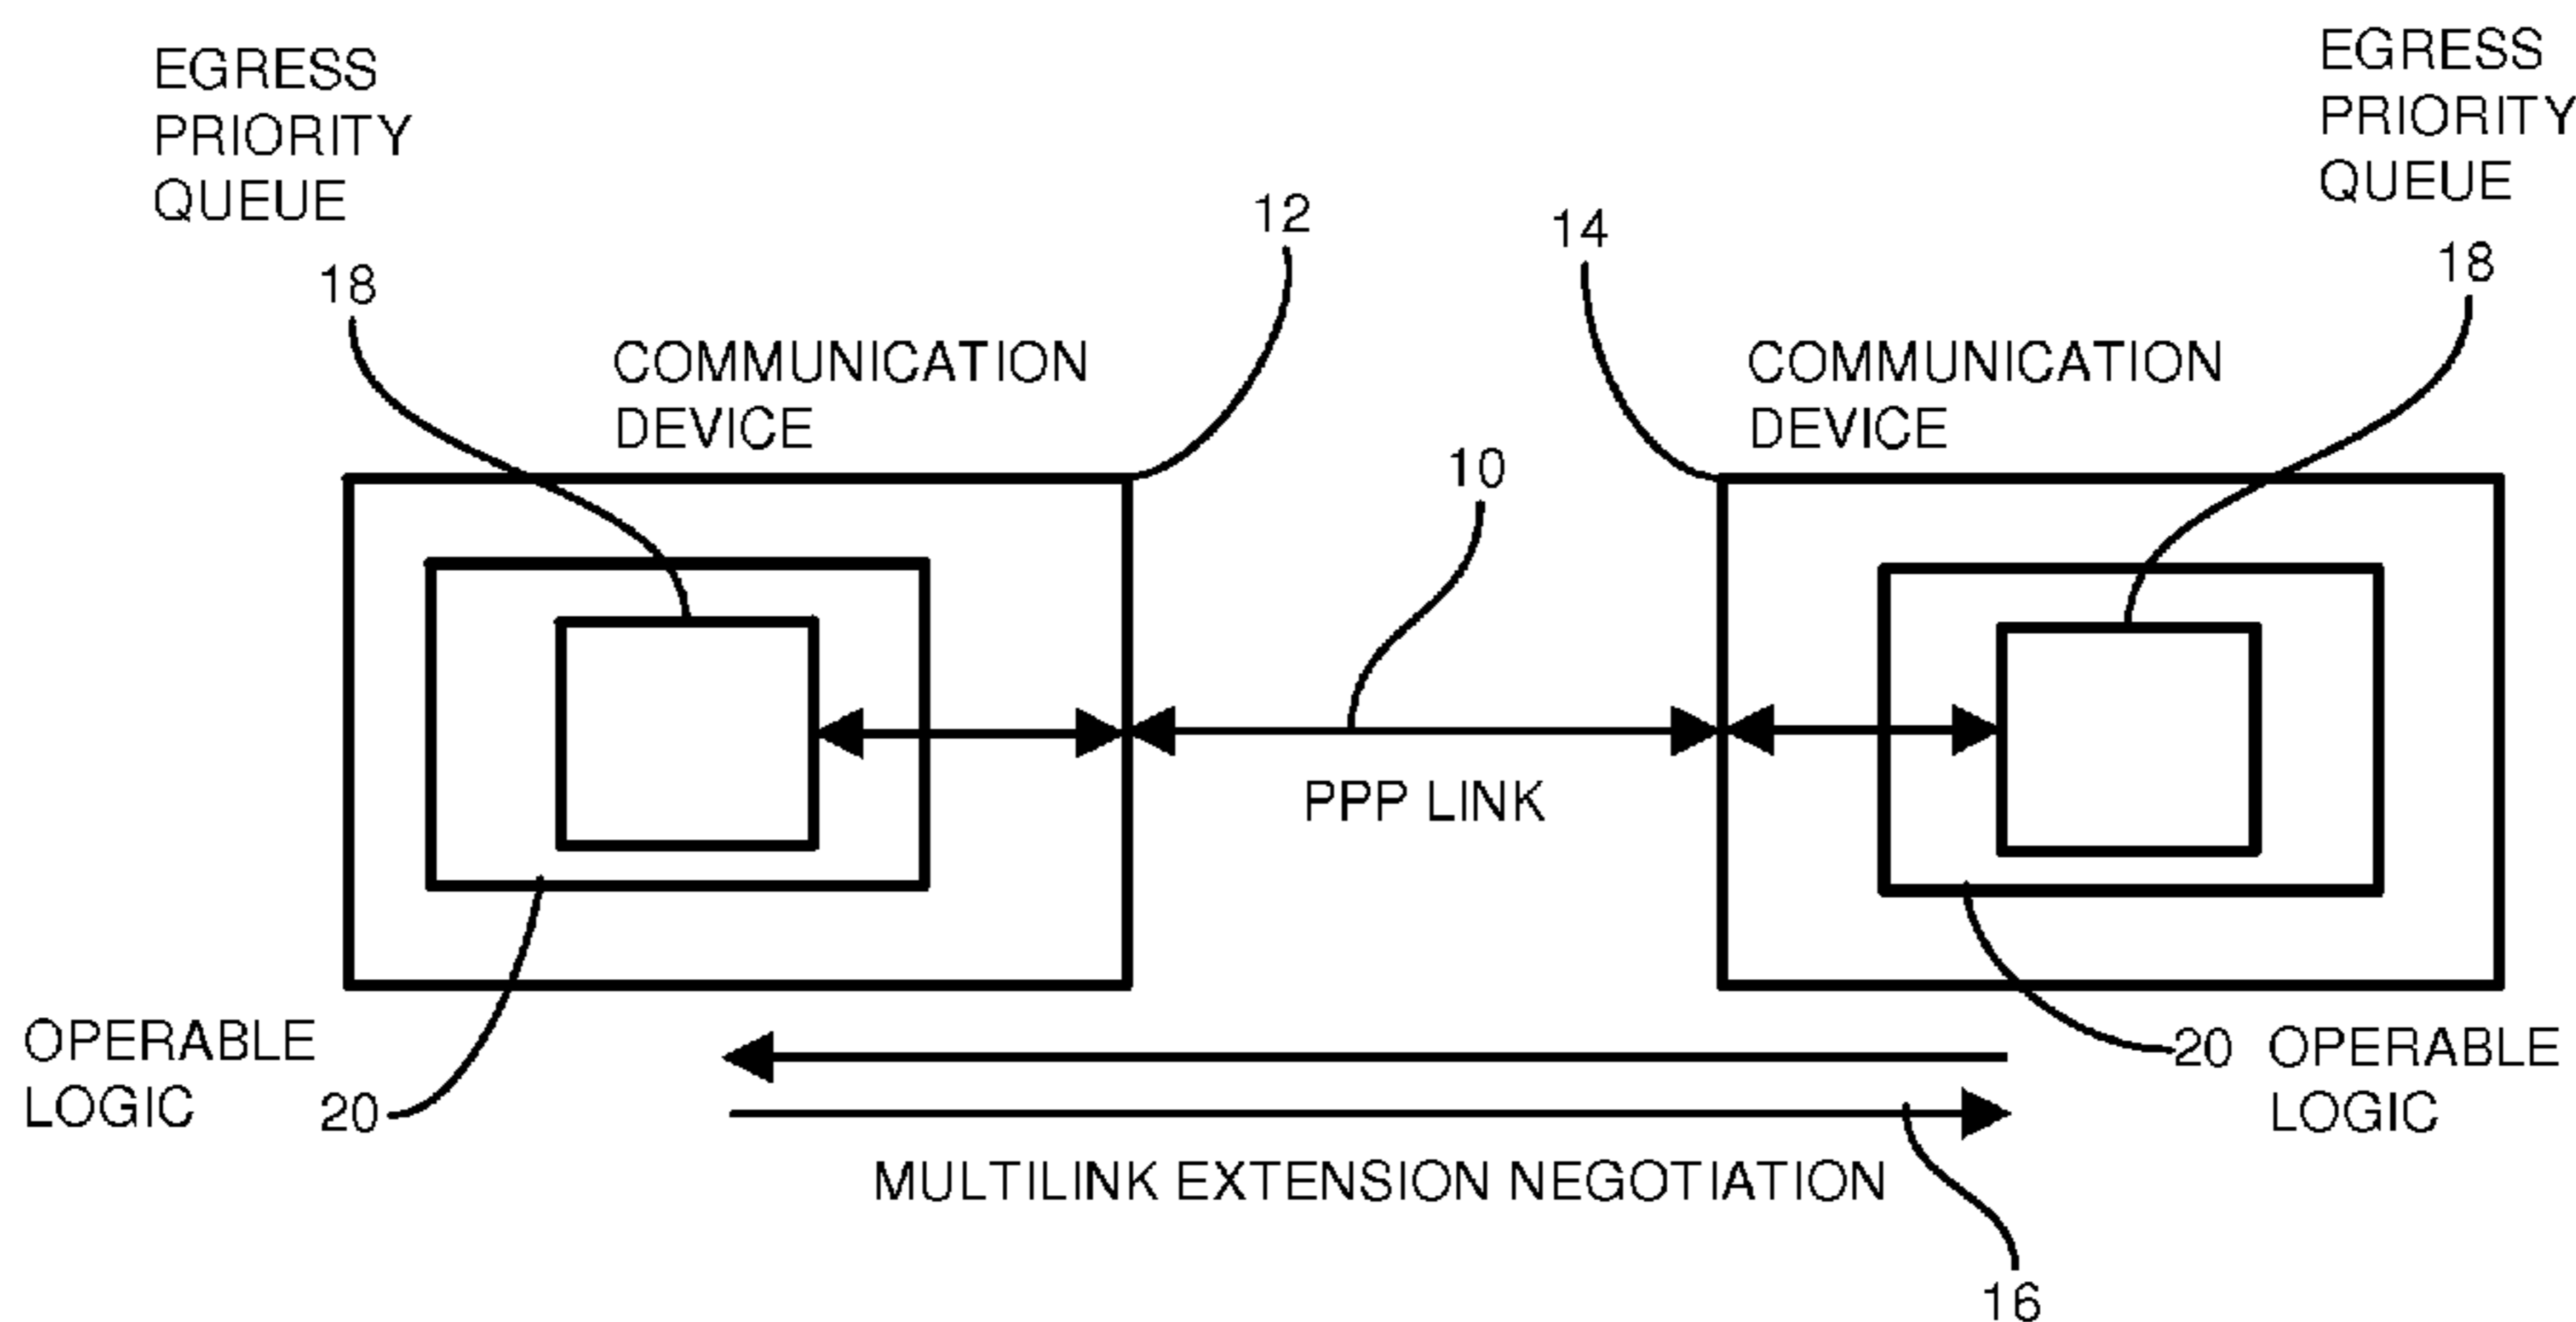 EGRESS
PRIORITY
QUEUE
18
COMMUNICATION
DEVICE
12
14
10
EGRESS
PRIORITY
QUEUE
18
COMMUNICATION
DEVICE
PPP LINK
OPERABLE
LOGIC 20
20 OPERABLE
LOGIC
MULTILINK EXTENSION NEGOTIATION
16